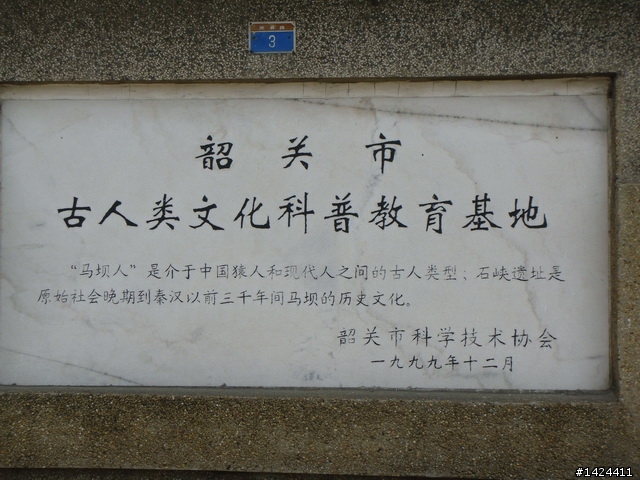 3
韶关市
古人类文化科普教育基地
“马坝人”是介于中国猿人和现代人之间的古人类型；石峡遗址是
原始社会晚期到秦汉以前三千年间马坝的历史文化。
韶关市科学技术协会
一九九九年十二月
#1424411